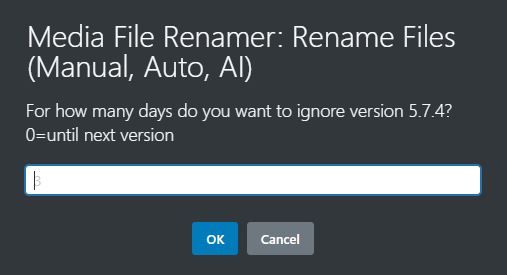 Media File Renamer: Rename Files
(Manual, Auto, AI)
For how many days do you want to ignore version 5.7.4?
0=until next version
3
OK
Cancel